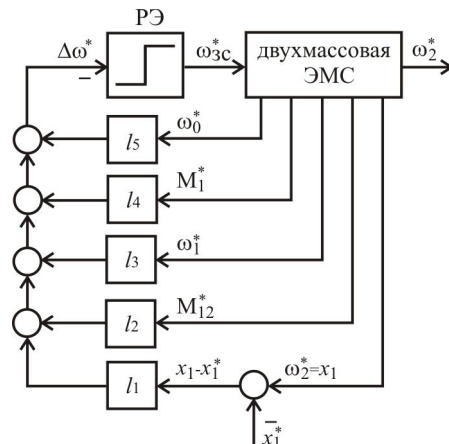 РЭ
Δω*
−
ω*зс
двухмассовая
ЭМС
ω*2
l5
ω*0
l4
M*1
l3
ω*1
l2
M*12
l1
x1-x*1
ω*2=x1
−
x*1